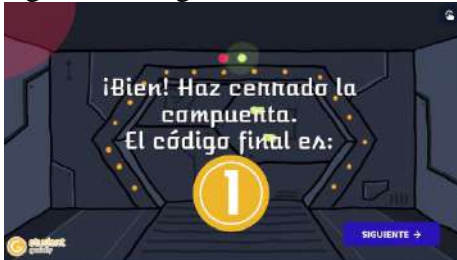 ¡Bien! Haz cerrado la
compuerta.
El código final es:
1
SIGUIENTE →